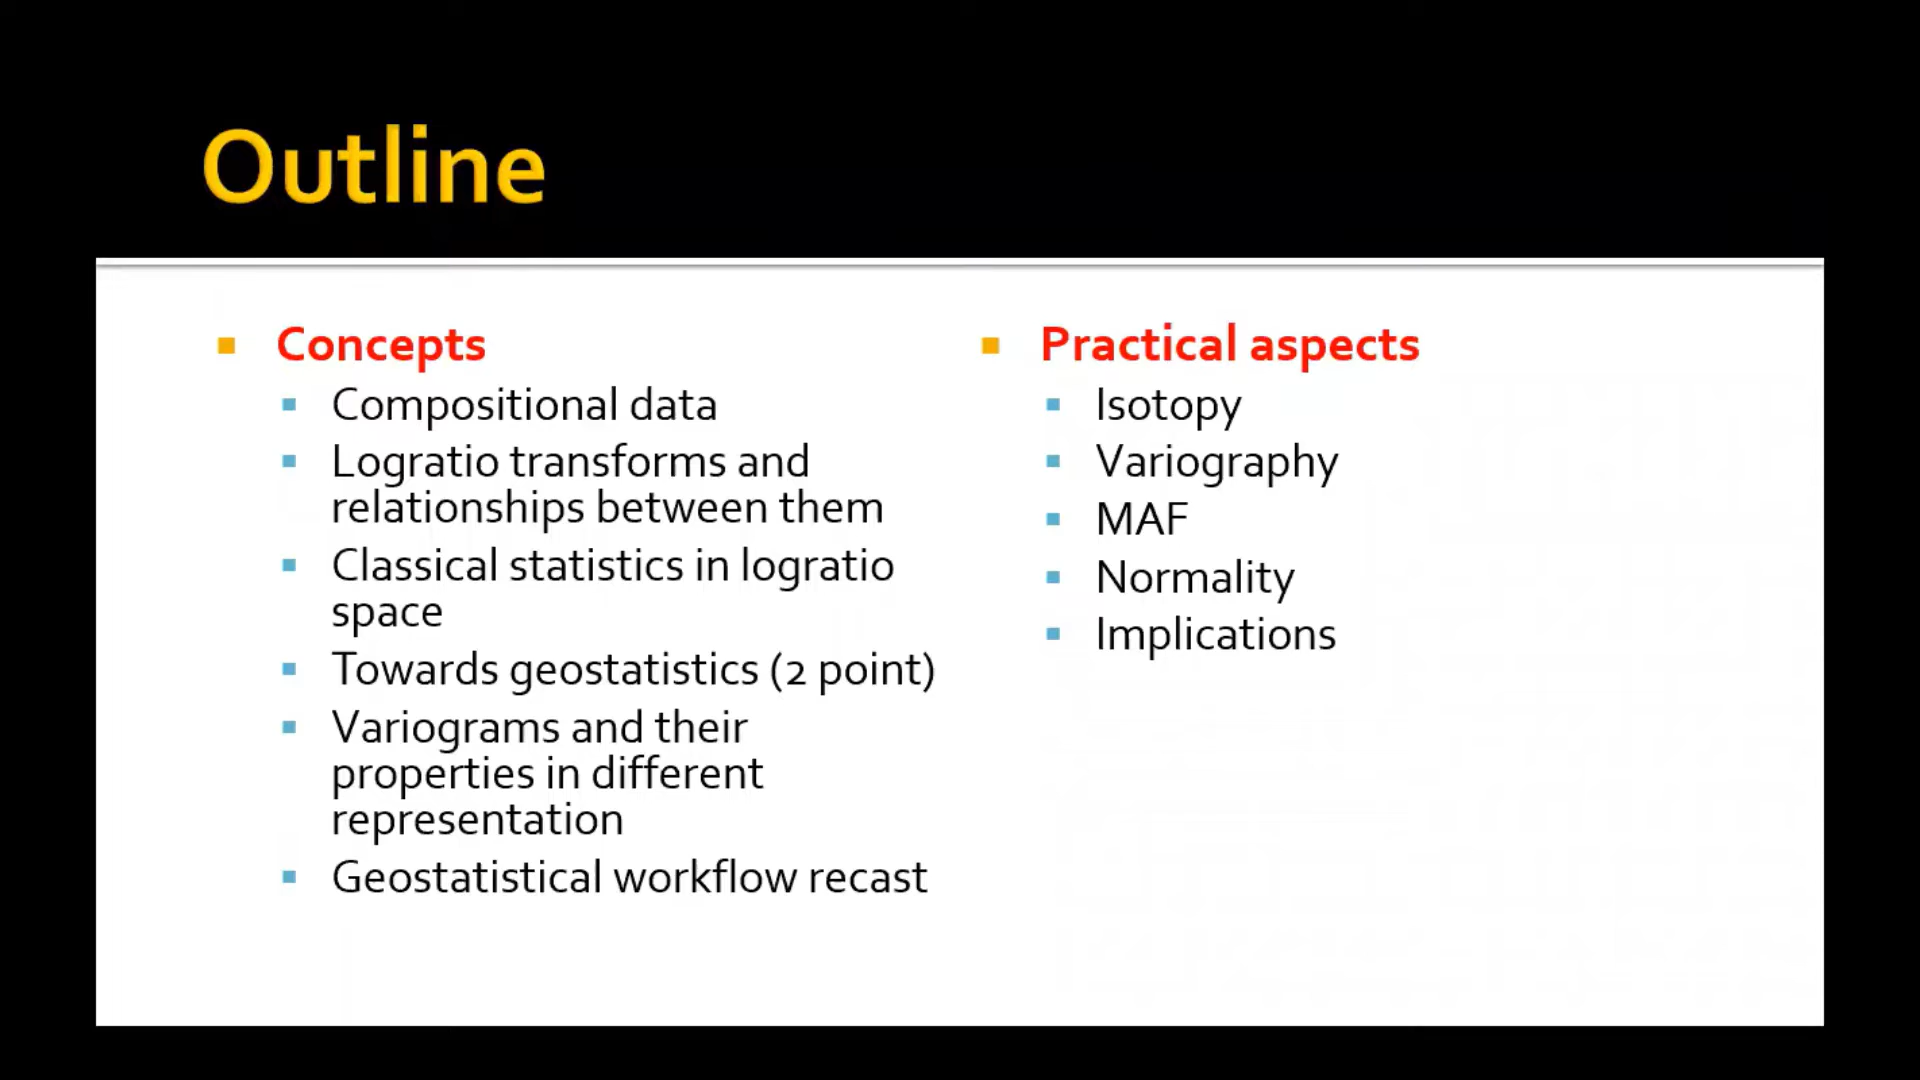 Outline
Concepts
Compositional data
Logratio transforms and
relationships between them
Classical statistics in logratio
space
Towards geostatistics (2 point)
Variograms and their
properties in different
representation
Geostatistical workflow recast
Practical aspects
Isotopy
Variography
MAF
Normality
Implications